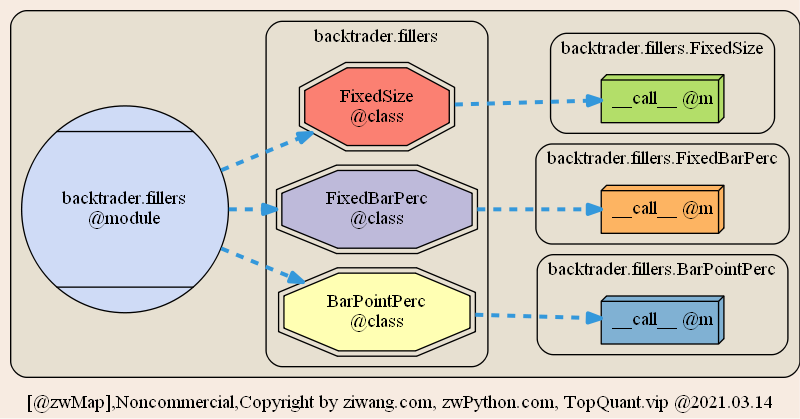 backtrader.fillers
@module
backtrader.fillers
FixedSize
@class
FixedBarPerc
@class
BarPointPerc
@class
backtrader.fillers.FixedSize
__call__ @m
backtrader.fillers.FixedBarPerc
__call__ @m
backtrader.fillers.BarPointPerc
__call__ @m
[@zwMap],Noncommercial,Copyright by ziwang.com, zwPython.com, TopQuant.vip @2021.03.14